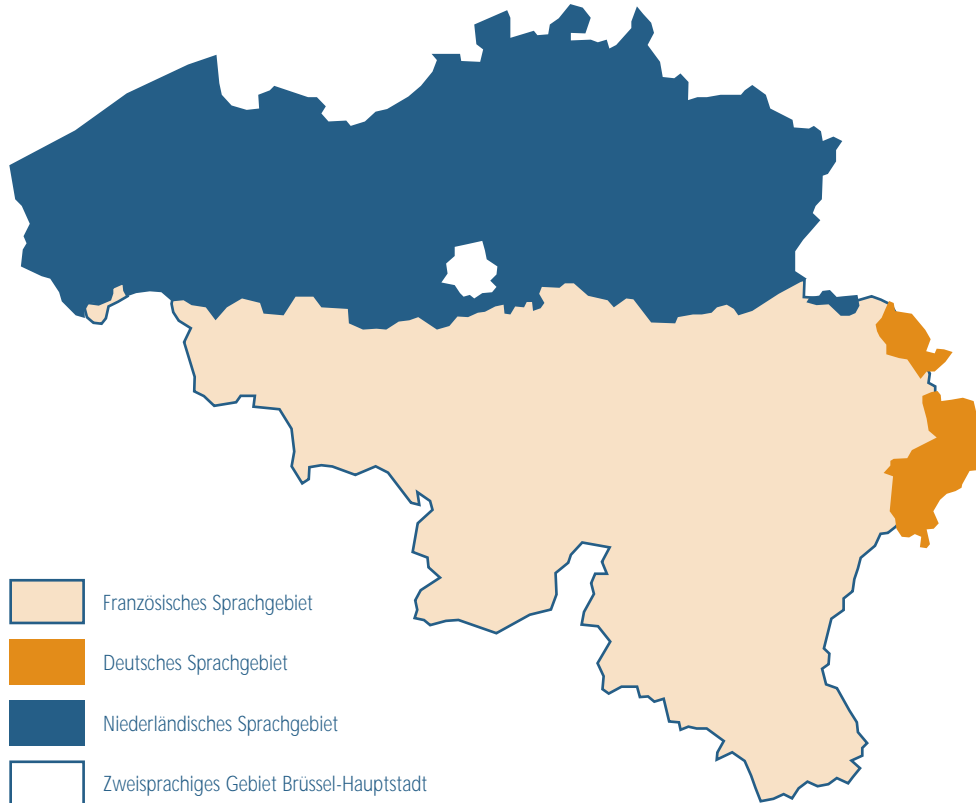 Französisches Sprachgebiet
Deutsches Sprachgebiet
Niederländisches Sprachgebiet
Zweisprachiges Gebiet Brüssel-Hauptstadt